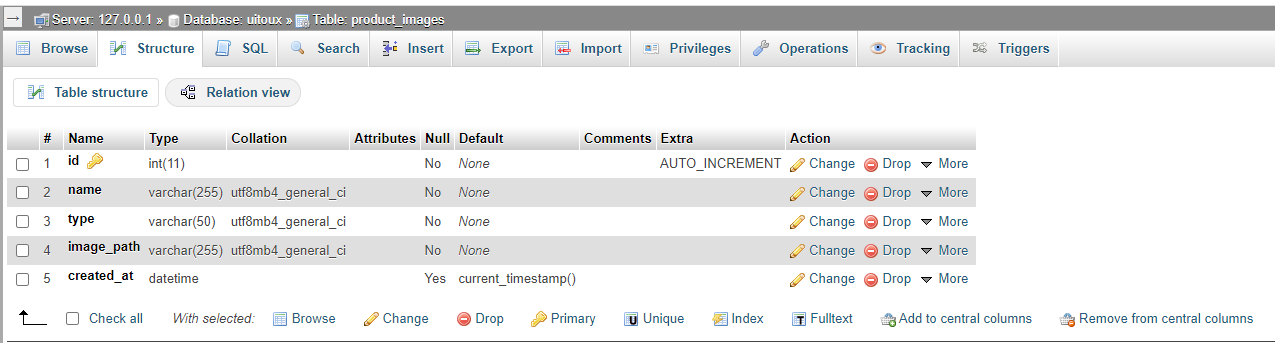 Server: 127.0.0.1 » Database: uitoux » Table: product_images
Browse Structure SQL Search Insert Export Import Privileges Operations Tracking Triggers
Table structure Relation view
# Name Type Collation Attributes Null Default Comments Extra Action
1 id int(11) No None AUTO_INCREMENT Change Drop More
2 name varchar(255) utf8mb4_general_ci No None Change Drop More
3 type varchar(50) utf8mb4_general_ci No None Change Drop More
4 image_path varchar(255) utf8mb4_general_ci No None Change Drop More
5 created_at datetime Yes current_timestamp() Change Drop More
Check all With selected: Browse Change Drop Primary Unique Index Fulltext Add to central columns Remove from central columns